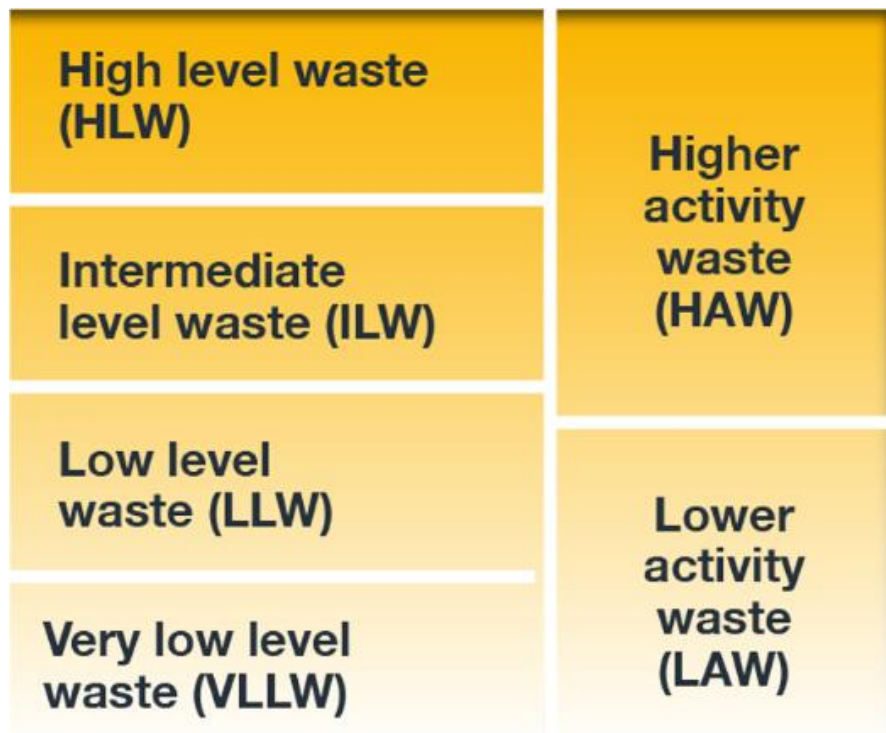 High level waste
(HLW)
Intermediate
level waste (ILW)
Low level
waste (LLW)
Very low level
waste (VLLW)
Higher
activity
waste
(HAW)
Lower
activity
waste
(LAW)